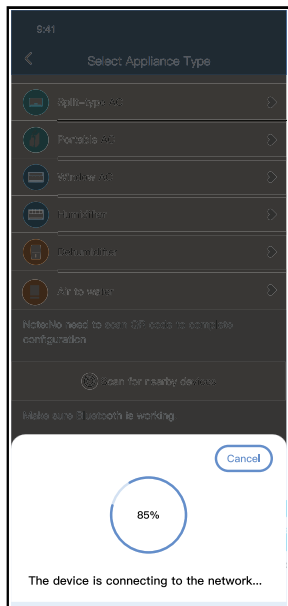 9:41
Select Appliance Type
Split-type AC
Portable AC
Window AC
Humidifier
Dehumidifier
Air to water
Note:No need to scan QR code to complete
configuration
Scan for nearby devices
Make sure Bluetooth is working
Cancel
85%
The device is connecting to the network...